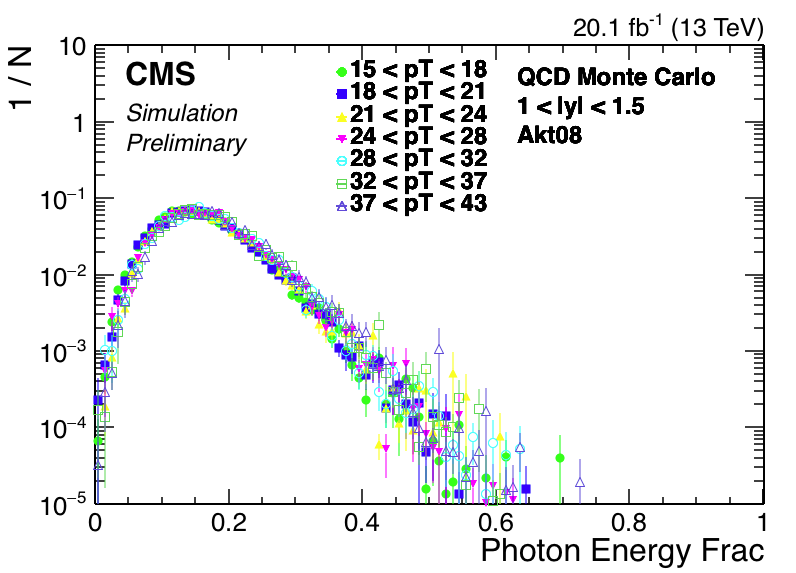 20.1 fb⁻¹ (13 TeV)
1 / N
CMS
Simulation
Preliminary
15 < pT < 18
18 < pT < 21
21 < pT < 24
24 < pT < 28
28 < pT < 32
32 < pT < 37
37 < pT < 43
QCD Monte Carlo
1 < |y| < 1.5
Akt08
10
1
10⁻¹
10⁻²
10⁻³
10⁻⁴
10⁻⁵
0 0.2 0.4 0.6 0.8 1
Photon Energy Frac